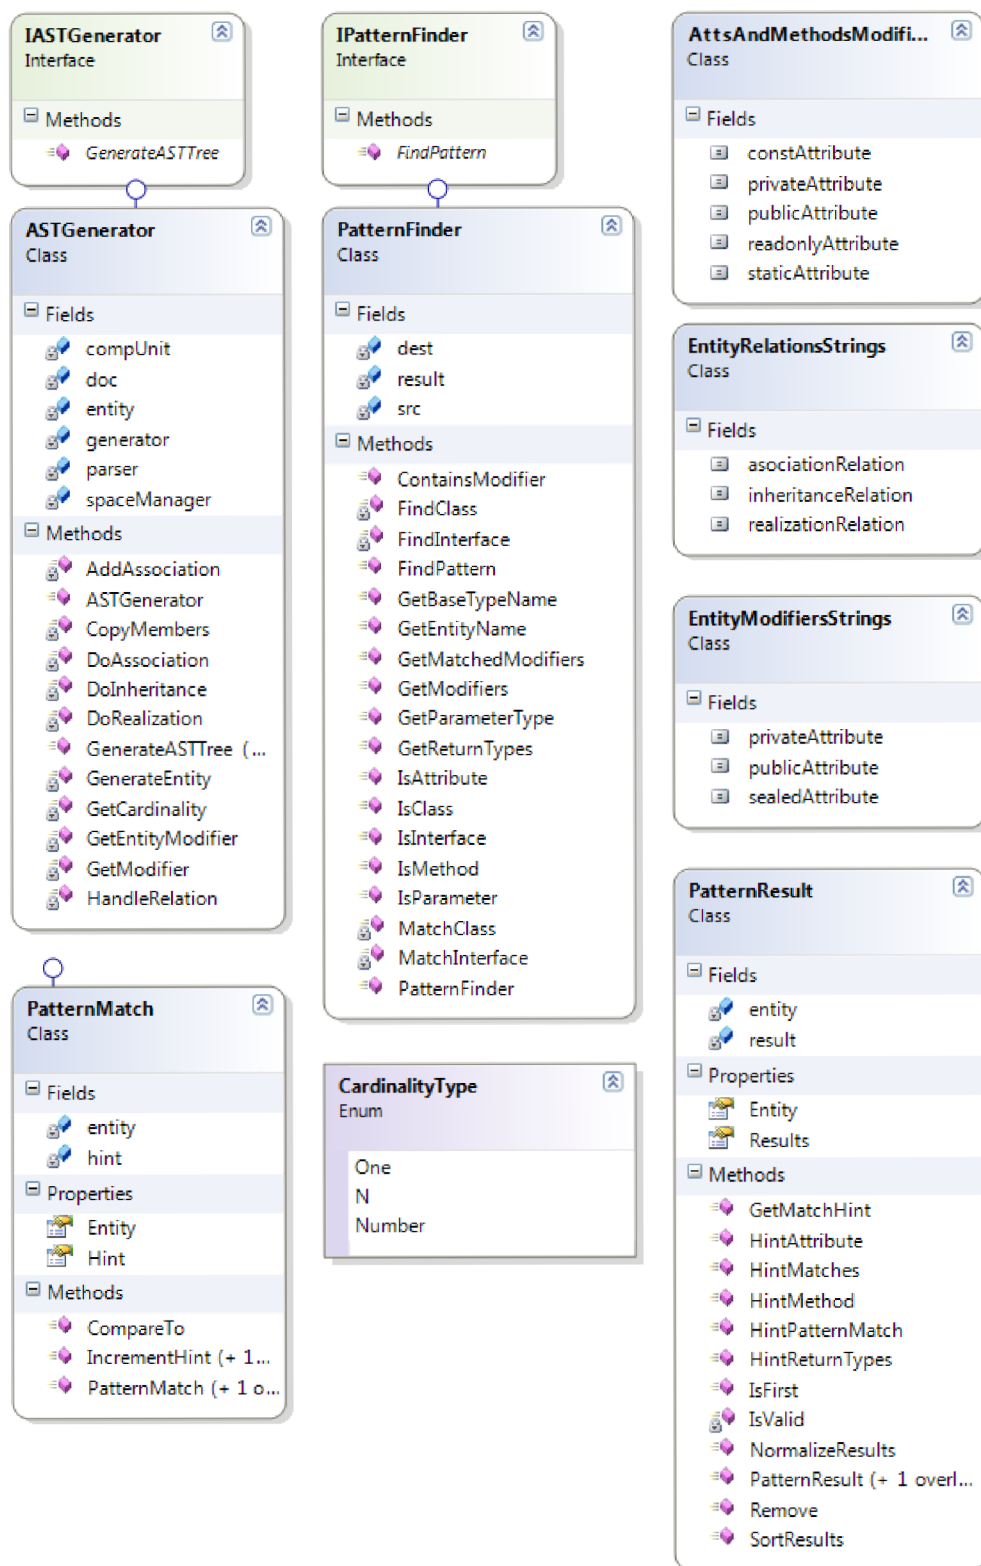 IASTGenerator
Interface
Methods
GenerateASTTree
ASTGenerator
Class
Fields
compUnit
doc
entity
generator
parser
spaceManager
Methods
AddAssociation
ASTGenerator
CopyMembers
DoAssociation
DoInheritance
DoRealization
GenerateASTTree (...
GenerateEntity
GetCardinality
GetEntityModifier
GetModifier
HandleRelation
PatternMatch
Class
Fields
entity
hint
Properties
Entity
Hint
Methods
CompareTo
IncrementHint (+ 1...
PatternMatch (+ 1 o...
IPatternFinder
Interface
Methods
FindPattern
PatternFinder
Class
Fields
dest
result
src
Methods
ContainsModifier
FindClass
FindInterface
FindPattern
GetBaseTypeName
GetEntityName
GetMatchedModifiers
GetModifiers
GetParameterType
GetReturnTypes
IsAttribute
IsClass
IsInterface
IsMethod
IsParameter
MatchClass
MatchInterface
PatternFinder
CardinalityType
Enum
One
N
Number
AttsAndMethodsModifi...
Class
Fields
constAttribute
privateAttribute
publicAttribute
readonlyAttribute
staticAttribute
EntityRelationsStrings
Class
Fields
asociationRelation
inheritanceRelation
realizationRelation
EntityModifiersStrings
Class
Fields
privateAttribute
publicAttribute
sealedAttribute
PatternResult
Class
Fields
entity
result
Properties
Entity
Results
Methods
GetMatchHint
HintAttribute
HintMatches
HintMethod
HintPatternMatch
HintReturnTypes
IsFirst
IsValid
NormalizeResults
PatternResult (+ 1 overl...
Remove
SortResults